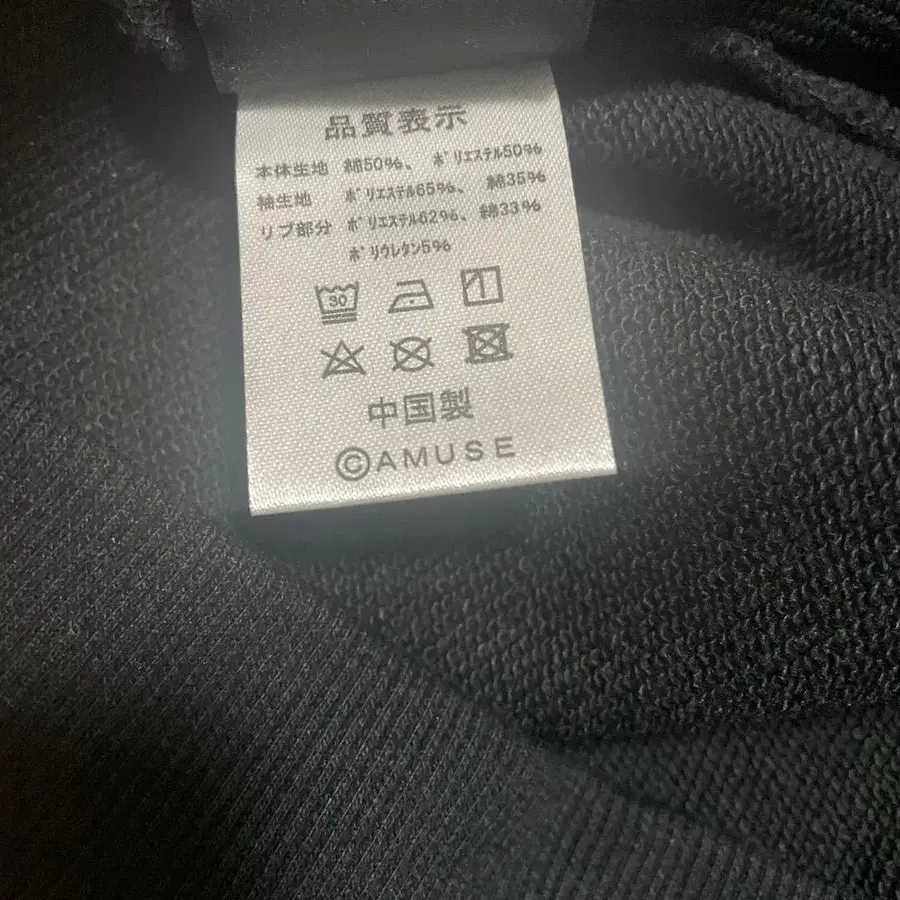 品質表示
本体生地 綿50%、 ﾎﾟﾘｴｽﾃﾙ50%
袖生地 ﾎﾟﾘｴｽﾃﾙ65%、 綿35%
リブ部分 ﾎﾟﾘｴｽﾃﾙ62%、綿33%
ﾎﾟﾘｳﾚﾀﾝ5%
30
中国製
©AMUSE